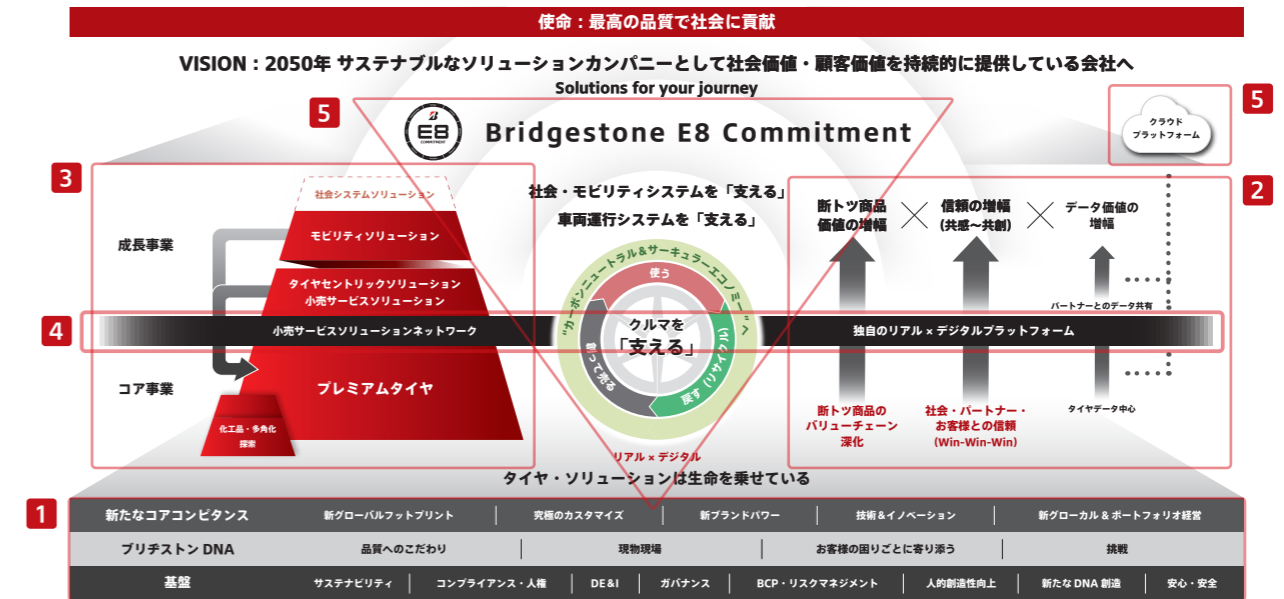 使命：最高の品質で社会に貢献
VISION：2050年 サステナブルなソリューションカンパニーとして社会価値・顧客価値を持続的に提供している会社へ
Solutions for your journey
5
E8
COMMITMENT
Bridgestone E8 Commitment
クラウド
プラットフォーム
5
3
成長事業
社会システムソリューション
モビリティソリューション
タイヤセントリックソリューション
小売サービスソリューション
4
小売サービスソリューションネットワーク
コア事業
プレミアムタイヤ
化工品・多角化
探索
社会・モビリティシステムを「支える」
車両運行システムを「支える」
"カーボンニュートラル&サーキュラーエコノミー"へ
使う
クルマを
「支える」
創って売る
戻す (リサイクル)
リアル × デジタル
タイヤ・ソリューションは生命を乗せている
2
断トツ商品
価値の増幅
信頼の増幅
(共感～共創)
データ価値の
増幅
パートナーとのデータ共有
独自のリアル × デジタルプラットフォーム
断トツ商品の
バリューチェーン
深化
社会・パートナー・
お客様との信頼
(Win-Win-Win)
タイヤデータ中心
1
新たなコアコンピタンス 新グローバルフットプリント 究極のカスタマイズ 新ブランドパワー 技術＆イノベーション 新グローカル & ポートフォリオ経営
ブリヂストン DNA 品質へのこだわり 現物現場 お客様の困りごとに寄り添う 挑戦
基盤 サステナビリティ コンプライアンス・人権 DE&I ガバナンス BCP・リスクマネジメント 人的創造性向上 新たな DNA 創造 安心・安全